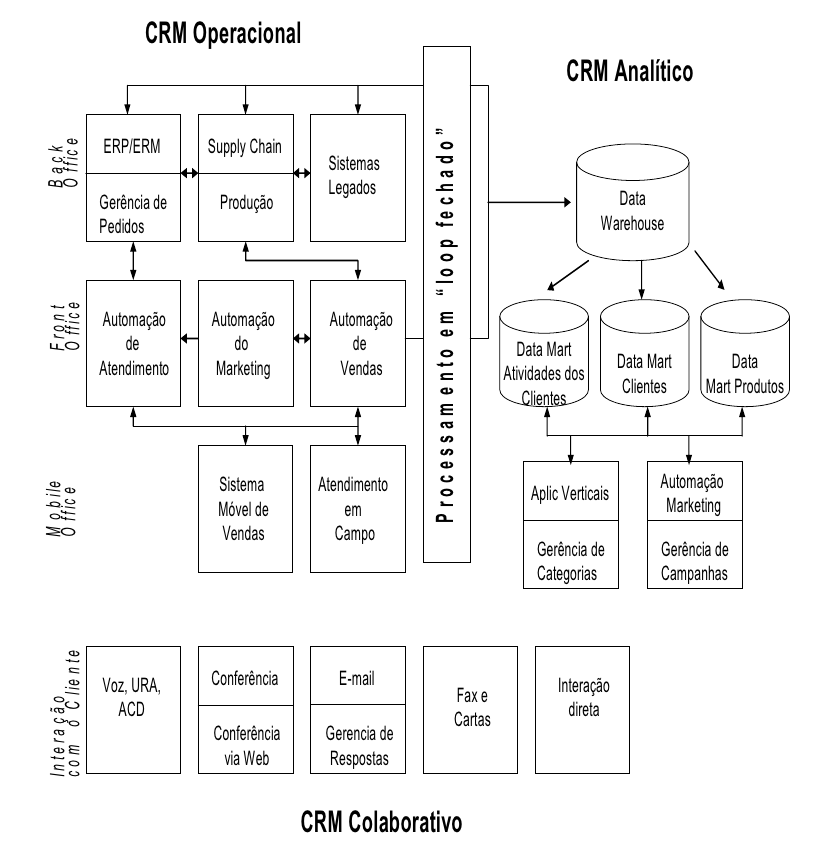 CRM Operacional
CRM Analítico
Back
Office
ERP/ERM
Gerência de
Pedidos
Supply Chain
Produção
Sistemas
Legados
Processamento em “loop fechado”
Data
Warehouse
Front
Office
Automação
de
Atendimento
Automação
do
Marketing
Automação
de
Vendas
Data Mart
Atividades dos
Clientes
Data Mart
Clientes
Data
Mart Produtos
Mobile
Office
Sistema
Móvel de
Vendas
Atendimento
em
Campo
Aplic Verticais
Gerência de
Categorias
Automação
Marketing
Gerência de
Campanhas
Interação
com o Cliente
Voz, URA,
ACD
Conferência
Conferência
via Web
E-mail
Gerencia de
Respostas
Fax e
Cartas
Interação
direta
CRM Colaborativo